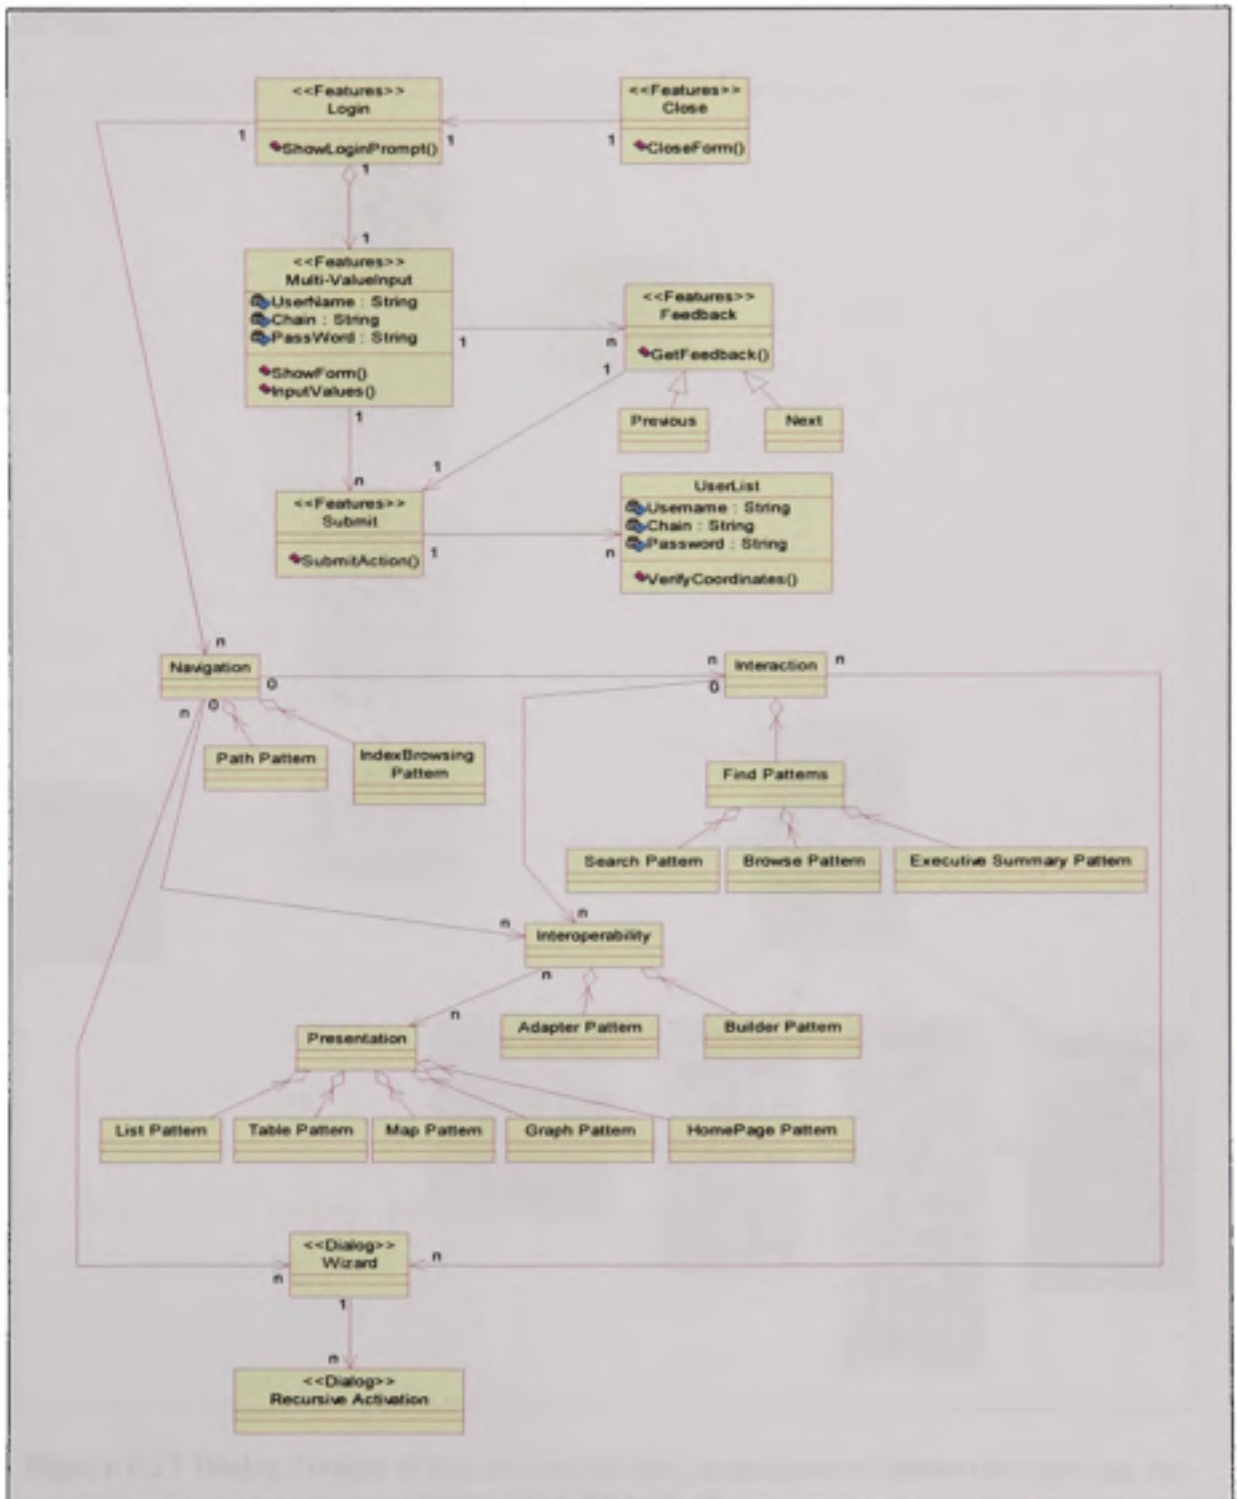 <<Features>>
Login
ShowLoginPrompt()
<<Features>>
Close
CloseForm()
1
1
1
1
1
<<Features>>
Multi-ValueInput
UserName : String
Chain : String
PassWord : String
ShowForm()
InputValues()
<<Features>>
Feedback
GetFeedback()
1
n
1
Previous
Next
1
n
1
<<Features>>
Submit
SubmitAction()
UserList
Username : String
Chain : String
Password : String
VerifyCoordinates()
1
n
n
Navigation
0
n
Interaction
n
0
n
0
Path Pattern
IndexBrowsing
Pattern
Find Patterns
Search Pattern
Browse Pattern
Executive Summary Pattern
n
n
Interoperability
n
n
Presentation
Adapter Pattern
Builder Pattern
List Pattern
Table Pattern
Map Pattern
Graph Pattern
HomePage Pattern
<<Dialog>>
Wizard
n
n
1
n
<<Dialog>>
Recursive Activation